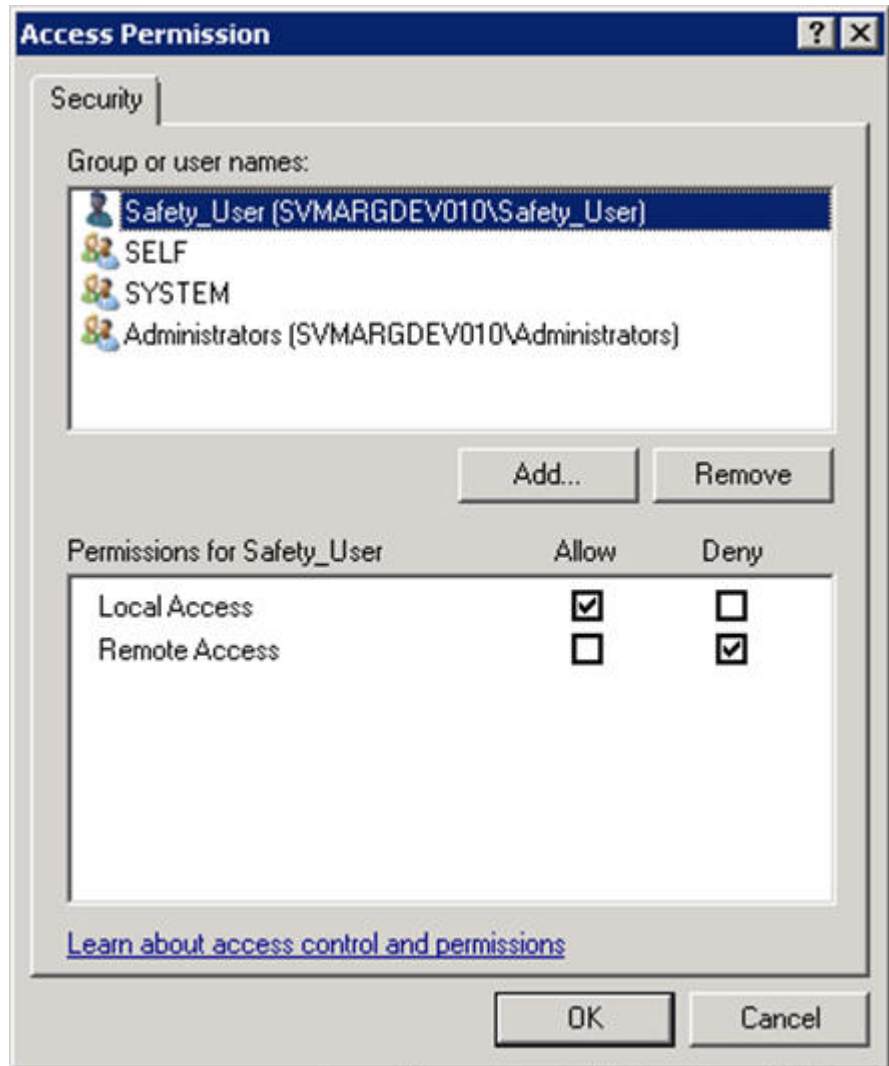 Access Permission
Security
Group or user names:
Safety_User (SVMARGDEV010\Safety_User)
SELF
SYSTEM
Administrators (SVMARGDEV010\Administrators)
Add... Remove
Permissions for Safety_User Allow Deny
Local Access
Remote Access
Learn about access control and permissions
OK Cancel